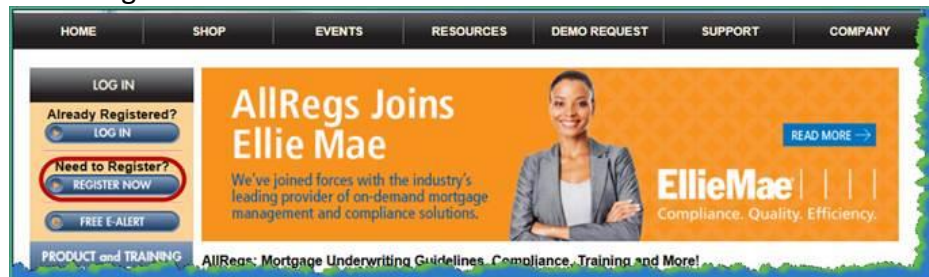 HOME SHOP EVENTS RESOURCES DEMO REQUEST SUPPORT COMPANY
LOG IN
Already Registered?
LOG IN
Need to Register?
REGISTER NOW
FREE E-ALERT
PRODUCT and TRAINING
AllRegs Joins
Ellie Mae
We've joined forces with the industry's
leading provider of on-demand mortgage
management and compliance solutions.
READ MORE →
EllieMae
Compliance. Quality. Efficiency.
AllRegs: Mortgage Underwriting Guidelines, Compliance, Training and More!